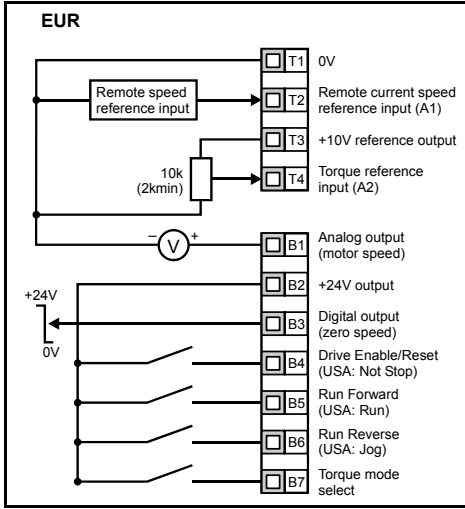 EUR
T1 0V
Remote speed
reference input
T2 Remote current speed
reference input (A1)
T3 +10V reference output
10k
(2kmin)
T4 Torque reference
input (A2)
– V +
B1 Analog output
(motor speed)
B2 +24V output
+24V
0V
B3 Digital output
(zero speed)
B4 Drive Enable/Reset
(USA: Not Stop)
B5 Run Forward
(USA: Run)
B6 Run Reverse
(USA: Jog)
B7 Torque mode
select